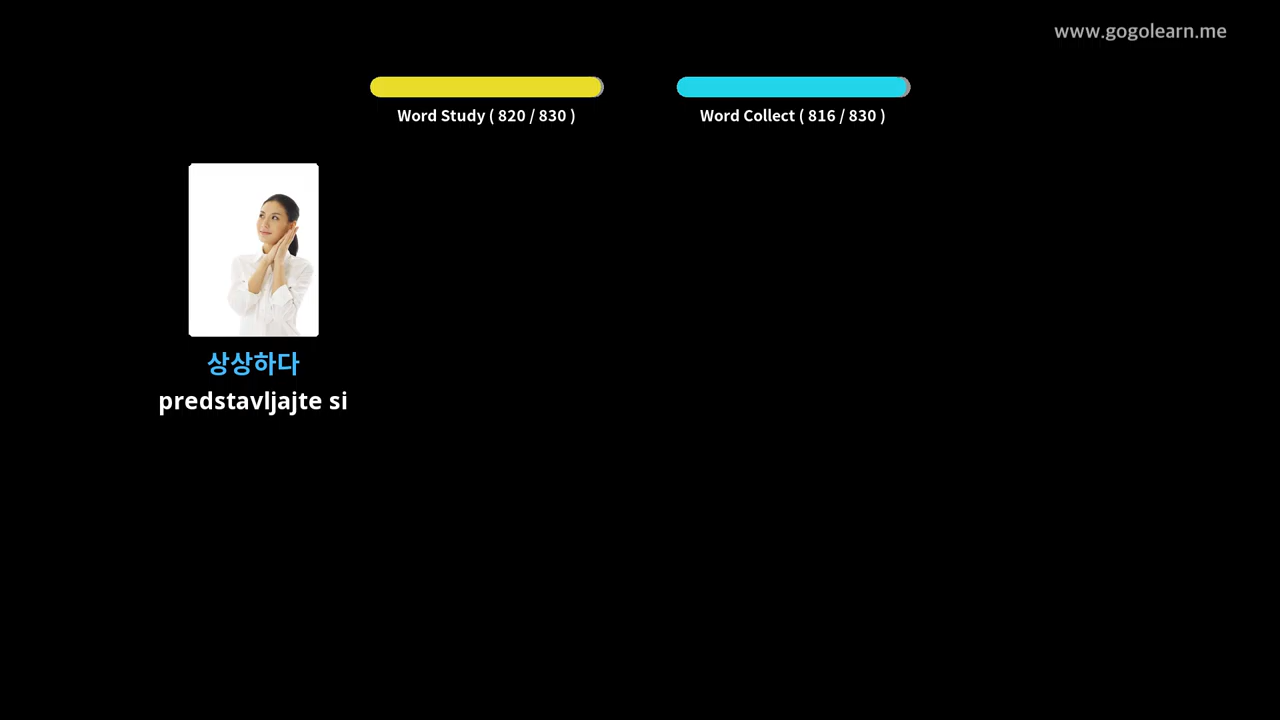 www.gogolearn.me
Word Study ( 820 / 830 )
Word Collect ( 816 / 830 )
상상하다
predstavljajte si